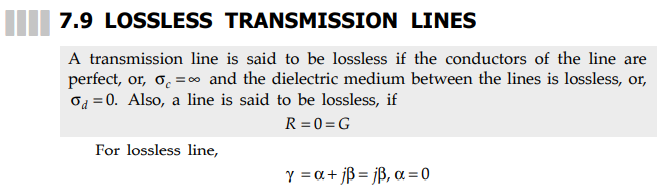 7.9 LOSSLESS TRANSMISSION LINES
A transmission line is said to be lossless if the conductors of the line are
perfect, or, σc = ∞ and the dielectric medium between the lines is lossless, or,
σd = 0. Also, a line is said to be lossless, if
R = 0 = G
For lossless line,
γ = α + jβ = jβ, α = 0